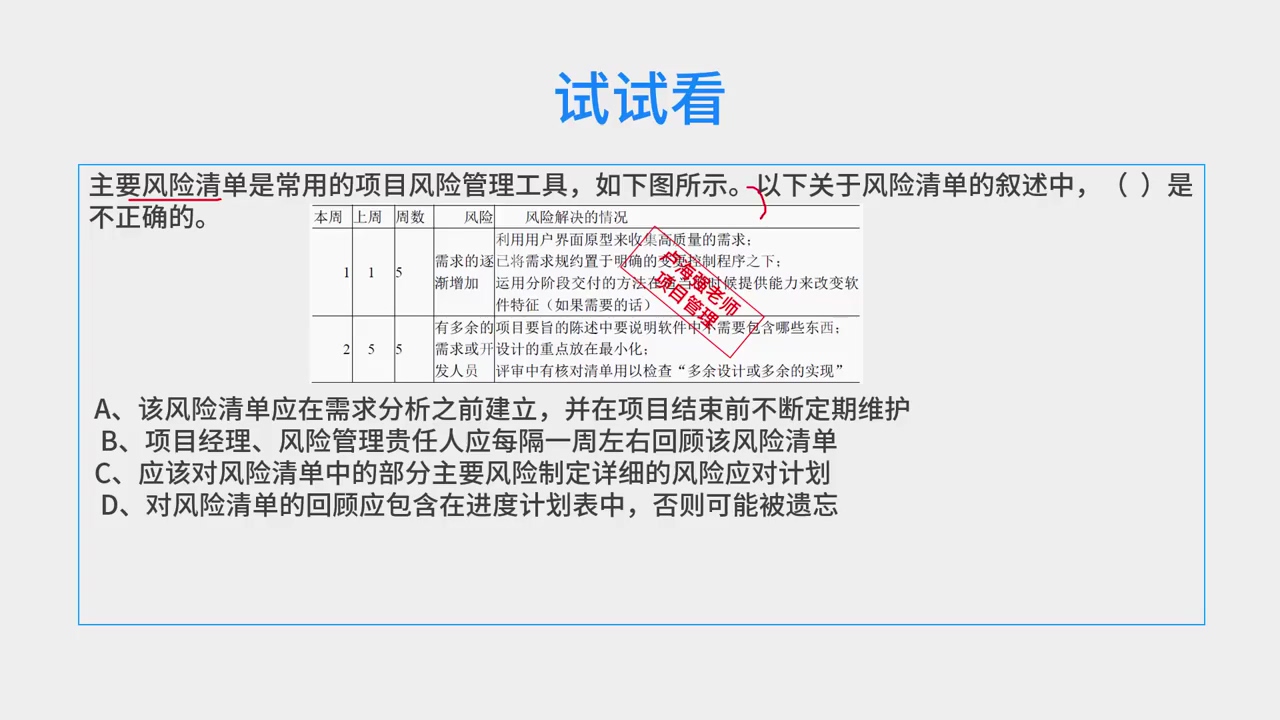 试试看
主要风险清单是常用的项目风险管理工具，如下图所示。以下关于风险清单的叙述中，（ ）是
不正确的。
本周 上周 周数 风险 风险解决的情况
利用用户界面原型来收集高质量的需求；
需求的逐 已将需求规约置于明确的变更控制程序之下；
1 1 5
渐增加 运用分阶段交付的方法在适当的时候提供能力来改变软
件特征（如果需要的话）
有多余的 项目要旨的陈述中要说明软件中不需要包含哪些东西；
2 5 5 需求或开 设计的重点放在最小化；
发人员 评审中有核对清单用以检查“多余设计或多余的实现”
卢海强老师
项目管理
A、该风险清单应在需求分析之前建立，并在项目结束前不断定期维护
B、项目经理、风险管理责任人应每隔一周左右回顾该风险清单
C、应该对风险清单中的部分主要风险制定详细的风险应对计划
D、对风险清单的回顾应包含在进度计划表中，否则可能被遗忘